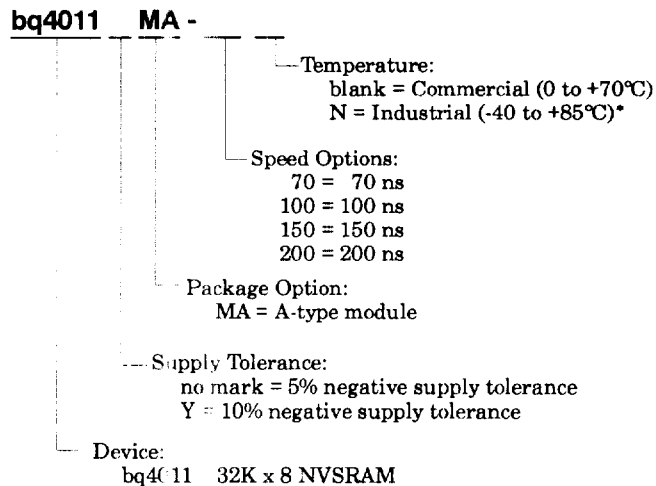 bq4011 _ MA - _ _
Temperature:
blank = Commercial (0 to +70°C)
N = Industrial (-40 to +85°C)*
Speed Options:
70 = 70 ns
100 = 100 ns
150 = 150 ns
200 = 200 ns
Package Option:
MA = A-type module
Supply Tolerance:
no mark = 5% negative supply tolerance
Y = 10% negative supply tolerance
Device:
bq4011 32K x 8 NVSRAM